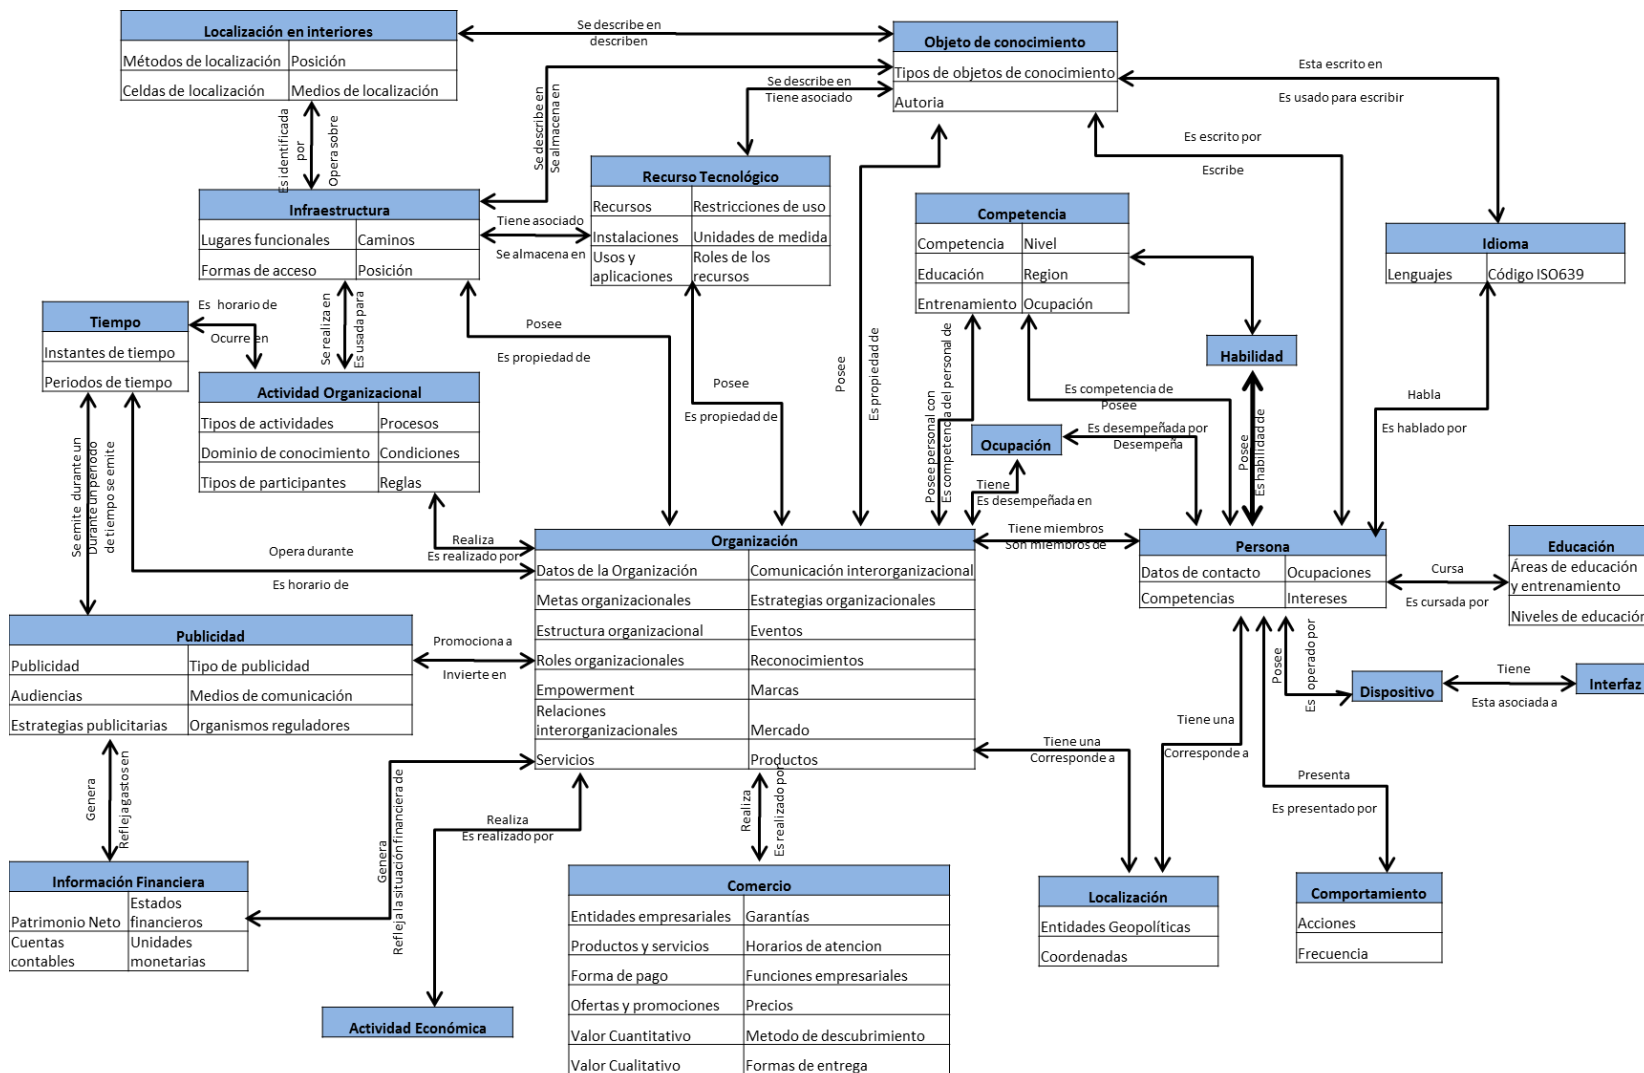 Localización en interiores
Métodos de localización Posición
Celdas de localización Medios de localización
Se describe en
describen
Objeto de conocimiento
Tipos de objetos de conocimiento
Autoria
Se describe en
Tiene asociado
Se describe en
Se almacena en
Esta escrito en
Es usado para escribir
Es escrito por
Escribe
Es identificada
por
Opera sobre
Infraestructura
Lugares funcionales Caminos
Formas de acceso Posición
Tiene asociado
Se almacena en
Recurso Tecnológico
Recursos Restricciones de uso
Instalaciones Unidades de medida
Usos y aplicaciones Roles de los recursos
Competencia
Competencia Nivel
Educación Region
Entrenamiento Ocupación
Idioma
Lenguajes Código ISO639
Tiempo
Instantes de tiempo
Periodos de tiempo
Es horario de
Ocurre en
Se realiza en
Es usada para
Posee
Es propiedad de
Posee
Es propiedad de
Posee
Es propiedad de
Habilidad
Actividad Organizacional
Tipos de actividades Procesos
Dominio de conocimiento Condiciones
Tipos de participantes Reglas
Posee personal con
Es competencia del personal de
Es competencia de
Posee
Ocupación
Es desempeñada por
Desempeña
Posee
Es habilidad de
Habla
Es hablado por
Tiene
Es desempeñada en
Se emite durante un
Durante un periodo
de tiempo se emite
Realiza
Es realizado por
Opera durante
Es horario de
Organización
Datos de la Organización Comunicación interorganizacional
Metas organizacionales Estrategias organizacionales
Estructura organizacional Eventos
Roles organizacionales Reconocimientos
Empowerment Marcas
Relaciones interorganizacionales Mercado
Servicios Productos
Tiene miembros
Son miembros de
Persona
Datos de contacto Ocupaciones
Competencias Intereses
Cursa
Es cursada por
Educación
Áreas de educación
y entrenamiento
Niveles de educación
Publicidad
Publicidad Tipo de publicidad
Audiencias Medios de comunicación
Estrategias publicitarias Organismos reguladores
Promociona a
Invierte en
Posee
Es operado por
Dispositivo
Tiene
Esta asociada a
Interfaz
Tiene una
Corresponde a
Tiene una
Corresponde a
Presenta
Es presentado por
Genera
Refleja gastos en
Genera
Refleja la situación financiera de
Realiza
Es realizado por
Realiza
Es realizado por
Información Financiera
Patrimonio Neto Estados financieros
Cuentas contables Unidades monetarias
Actividad Económica
Comercio
Entidades empresariales Garantías
Productos y servicios Horarios de atencion
Forma de pago Funciones empresariales
Ofertas y promociones Precios
Valor Cuantitativo Metodo de descubrimiento
Valor Cualitativo Formas de entrega
Localización
Entidades Geopolíticas
Coordenadas
Comportamiento
Acciones
Frecuencia